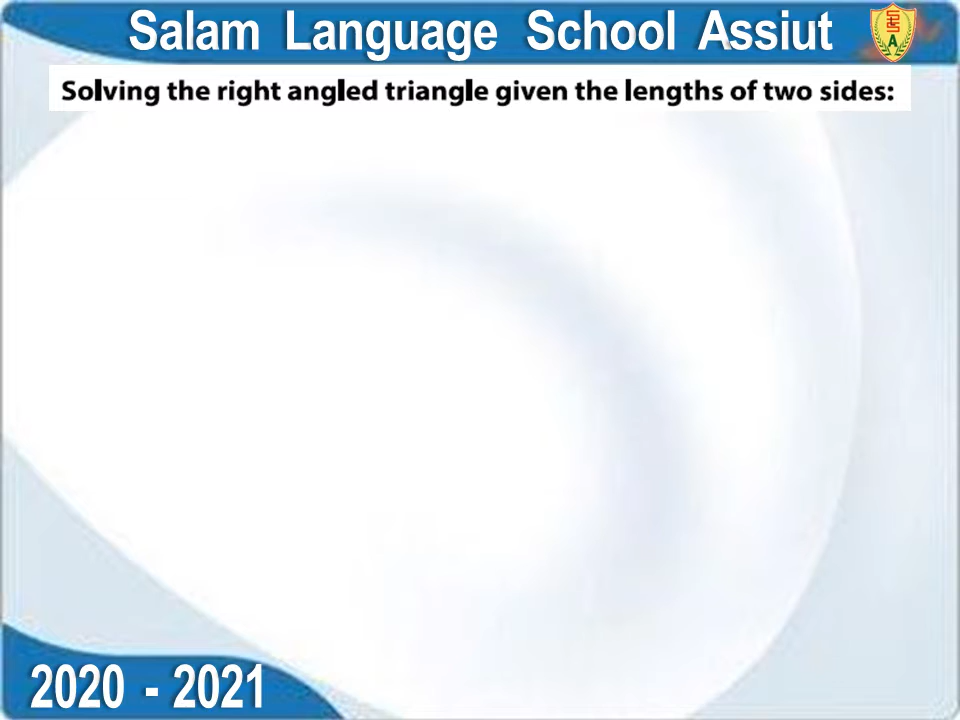 Salam Language School Assiut
Solving the right angled triangle given the lengths of two sides:
2020 - 2021